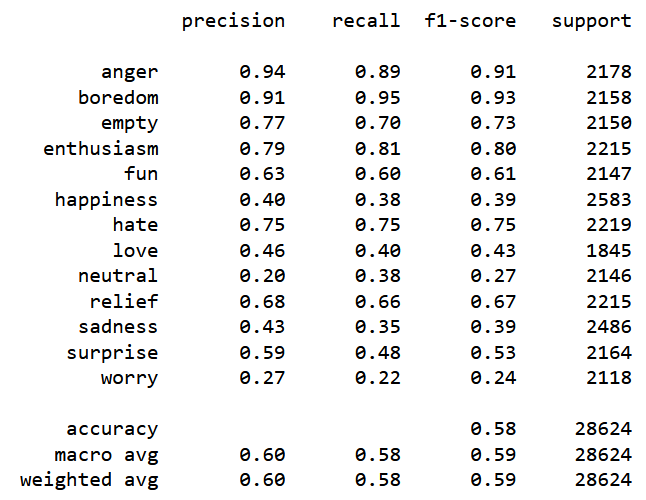 precision recall f1-score support
anger 0.94 0.89 0.91 2178
boredom 0.91 0.95 0.93 2158
empty 0.77 0.70 0.73 2150
enthusiasm 0.79 0.81 0.80 2215
fun 0.63 0.60 0.61 2147
happiness 0.40 0.38 0.39 2583
hate 0.75 0.75 0.75 2219
love 0.46 0.40 0.43 1845
neutral 0.20 0.38 0.27 2146
relief 0.68 0.66 0.67 2215
sadness 0.43 0.35 0.39 2486
surprise 0.59 0.48 0.53 2164
worry 0.27 0.22 0.24 2118
accuracy 0.58 28624
macro avg 0.60 0.58 0.59 28624
weighted avg 0.60 0.58 0.59 28624